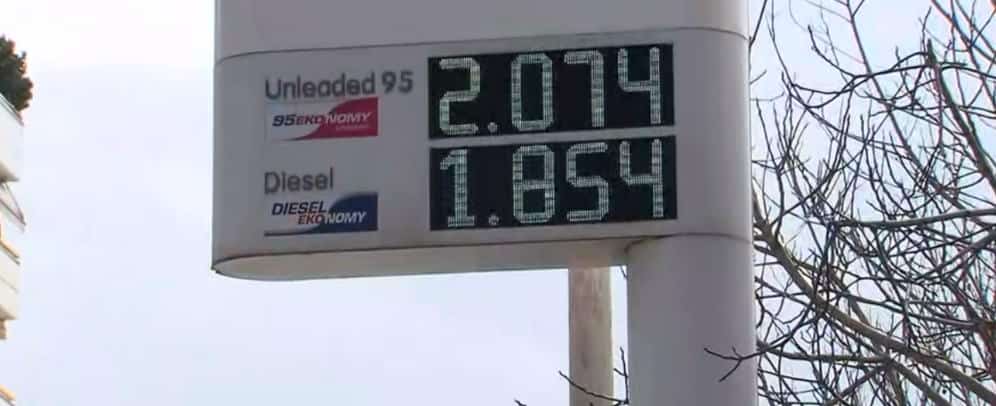 Unleaded 95
2.074
95EKONOMY
Diesel
1.854
DIESEL
EKONOMY